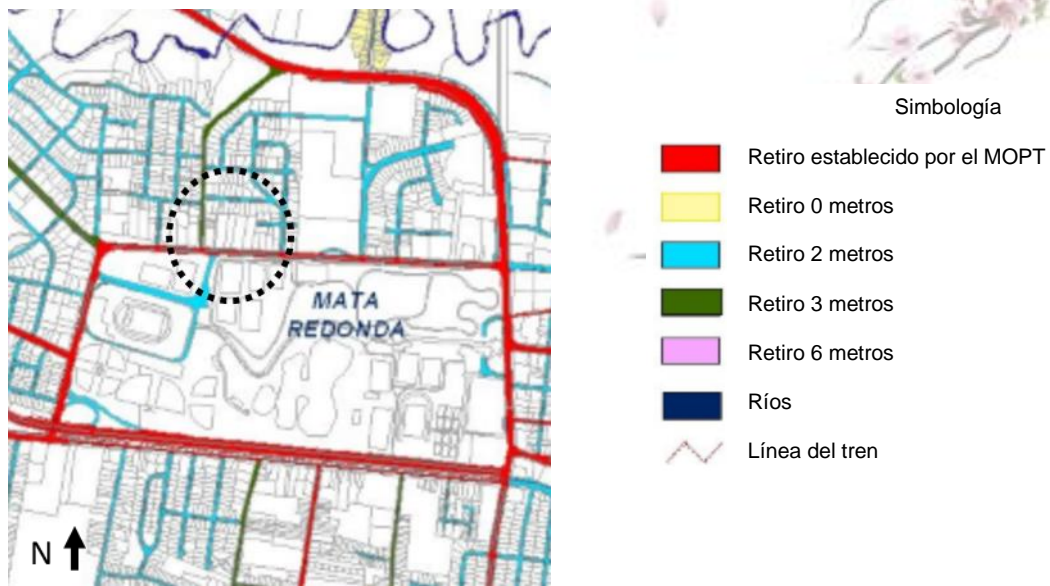 MATA
REDONDA
N
Simbología
Retiro establecido por el MOPT
Retiro 0 metros
Retiro 2 metros
Retiro 3 metros
Retiro 6 metros
Ríos
Línea del tren